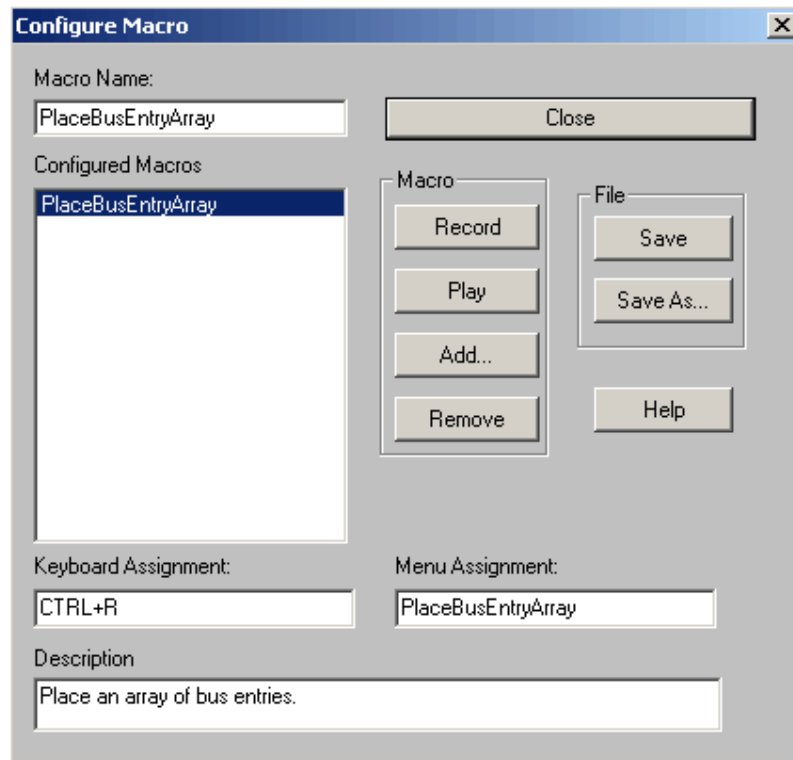 Configure Macro
Macro Name:
PlaceBusEntryArray
Close
Configured Macros
PlaceBusEntryArray
Macro
Record
Play
Add...
Remove
File
Save
Save As...
Help
Keyboard Assignment:
CTRL+R
Menu Assignment:
PlaceBusEntryArray
Description
Place an array of bus entries.